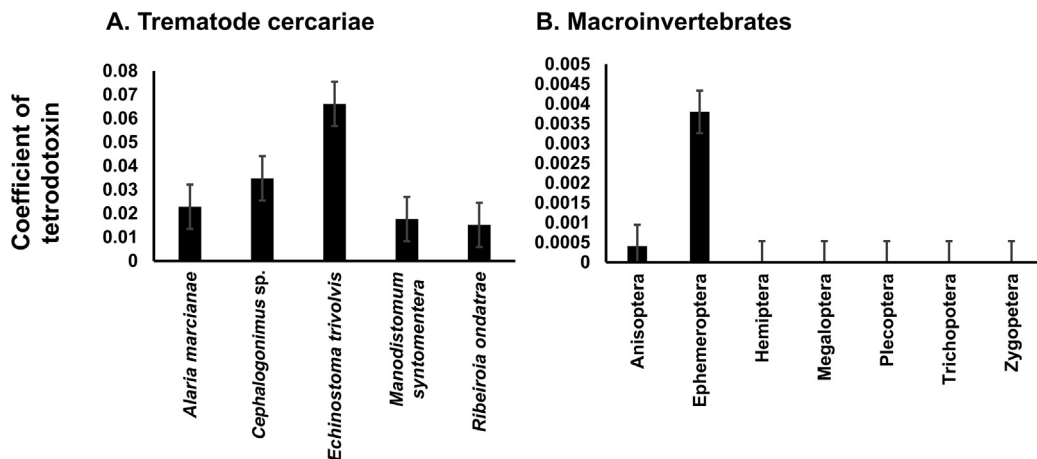 A. Trematode cercariae
Coefficient of
tetrodotoxin
0.08
0.07
0.06
0.05
0.04
0.03
0.02
0.01
0
Alaria marcianae
Cephalogonimus sp.
Echinostoma trivolvis
Manodistomum
syntomentera
Ribeiroia ondatrae
B. Macroinvertebrates
0.005
0.0045
0.004
0.0035
0.003
0.0025
0.002
0.0015
0.001
0.0005
0
Anisoptera
Ephemeroptera
Hemiptera
Megaloptera
Plecoptera
Trichopotera
Zygopetera